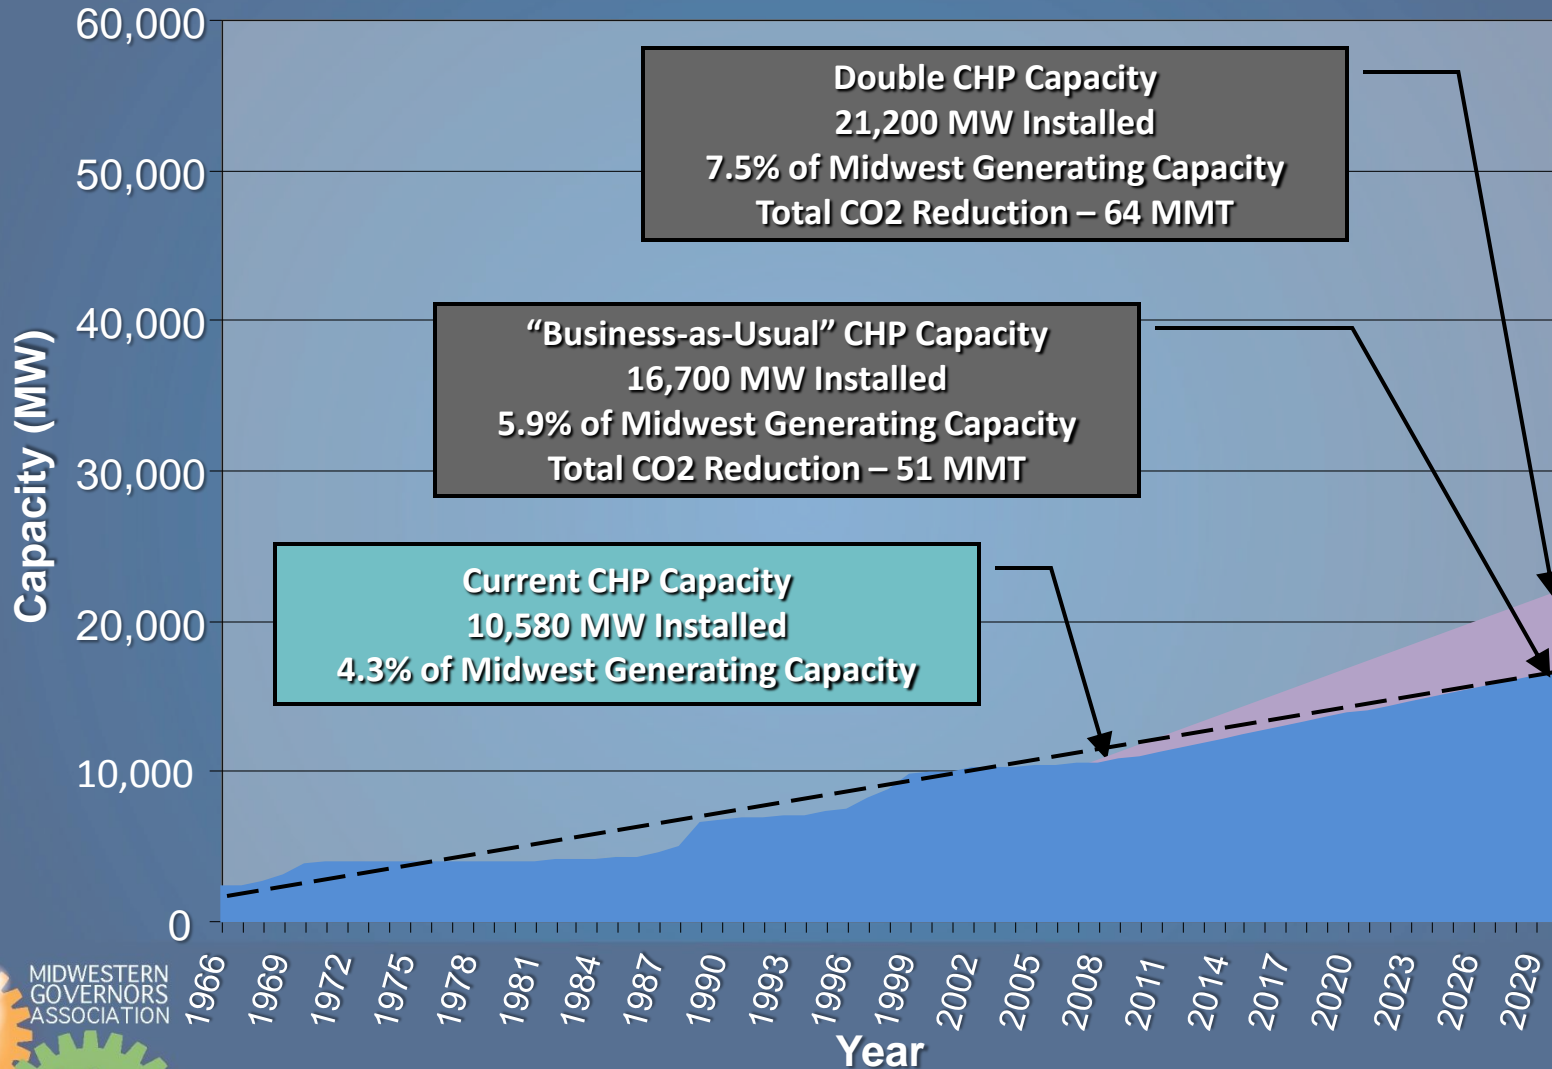 60,000
50,000
40,000
30,000
20,000
10,000
0
Capacity (MW)
Double CHP Capacity
21,200 MW Installed
7.5% of Midwest Generating Capacity
Total CO2 Reduction – 64 MMT
“Business-as-Usual” CHP Capacity
16,700 MW Installed
5.9% of Midwest Generating Capacity
Total CO2 Reduction – 51 MMT
Current CHP Capacity
10,580 MW Installed
4.3% of Midwest Generating Capacity
1966 1969 1972 1975 1978 1981 1984 1987 1990 1993 1996 1999 2002 2005 2008 2011 2014 2017 2020 2023 2026 2029
Year
MIDWESTERN
GOVERNORS
ASSOCIATION